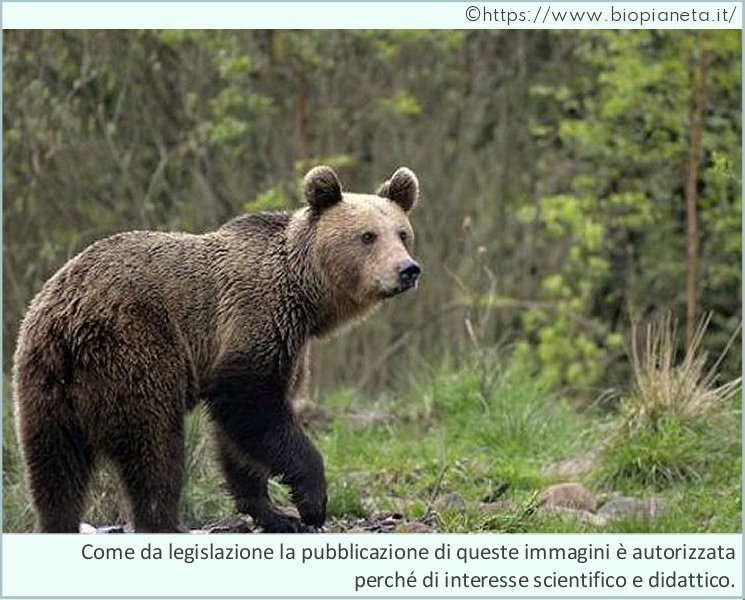 ©https://www.biopianeta.it/
Come da legislazione la pubblicazione di queste immagini è autorizzata
perché di interesse scientifico e didattico.